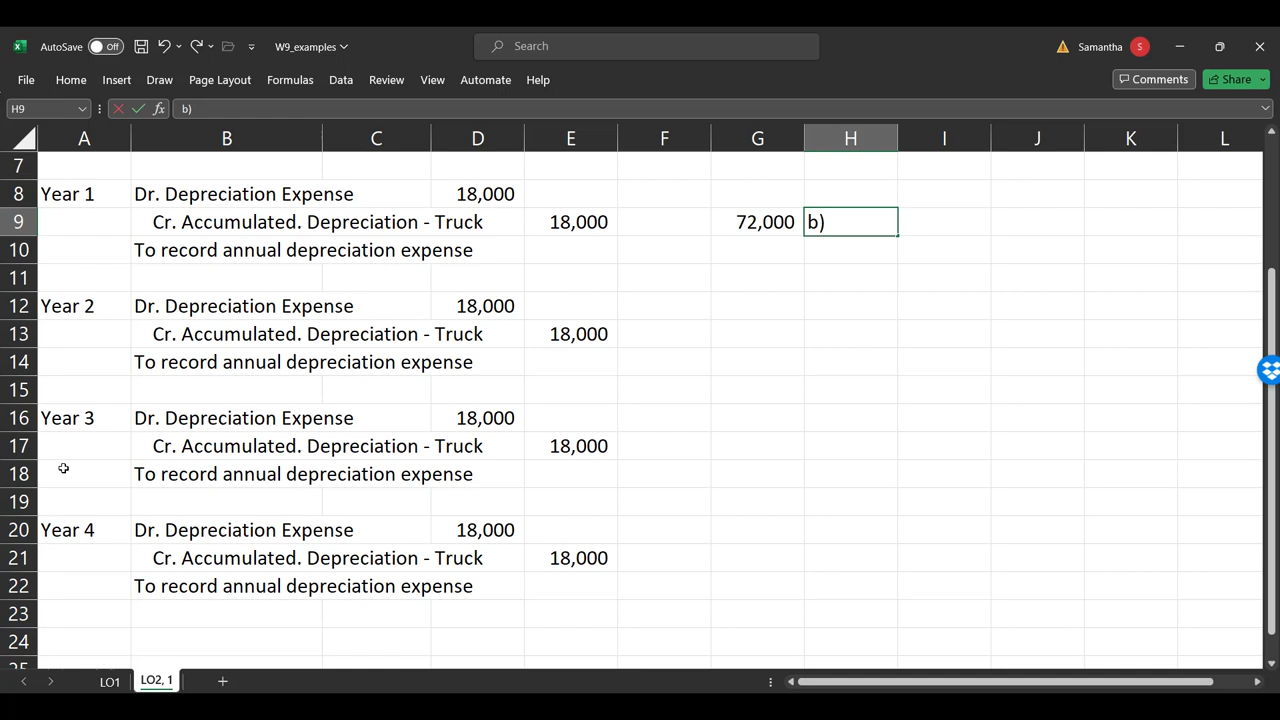 AutoSave Off W9_examples Search Samantha S
File Home Insert Draw Page Layout Formulas Data Review View Automate Help Comments Share
H9 fx b)
A B C D E F G H I J K L
7
8 Year 1 Dr. Depreciation Expense 18,000
9 Cr. Accumulated. Depreciation - Truck 18,000 72,000 b)
10 To record annual depreciation expense
11
12 Year 2 Dr. Depreciation Expense 18,000
13 Cr. Accumulated. Depreciation - Truck 18,000
14 To record annual depreciation expense
15
16 Year 3 Dr. Depreciation Expense 18,000
17 Cr. Accumulated. Depreciation - Truck 18,000
18 To record annual depreciation expense
19
20 Year 4 Dr. Depreciation Expense 18,000
21 Cr. Accumulated. Depreciation - Truck 18,000
22 To record annual depreciation expense
23
24
25
LO1 LO2, 1